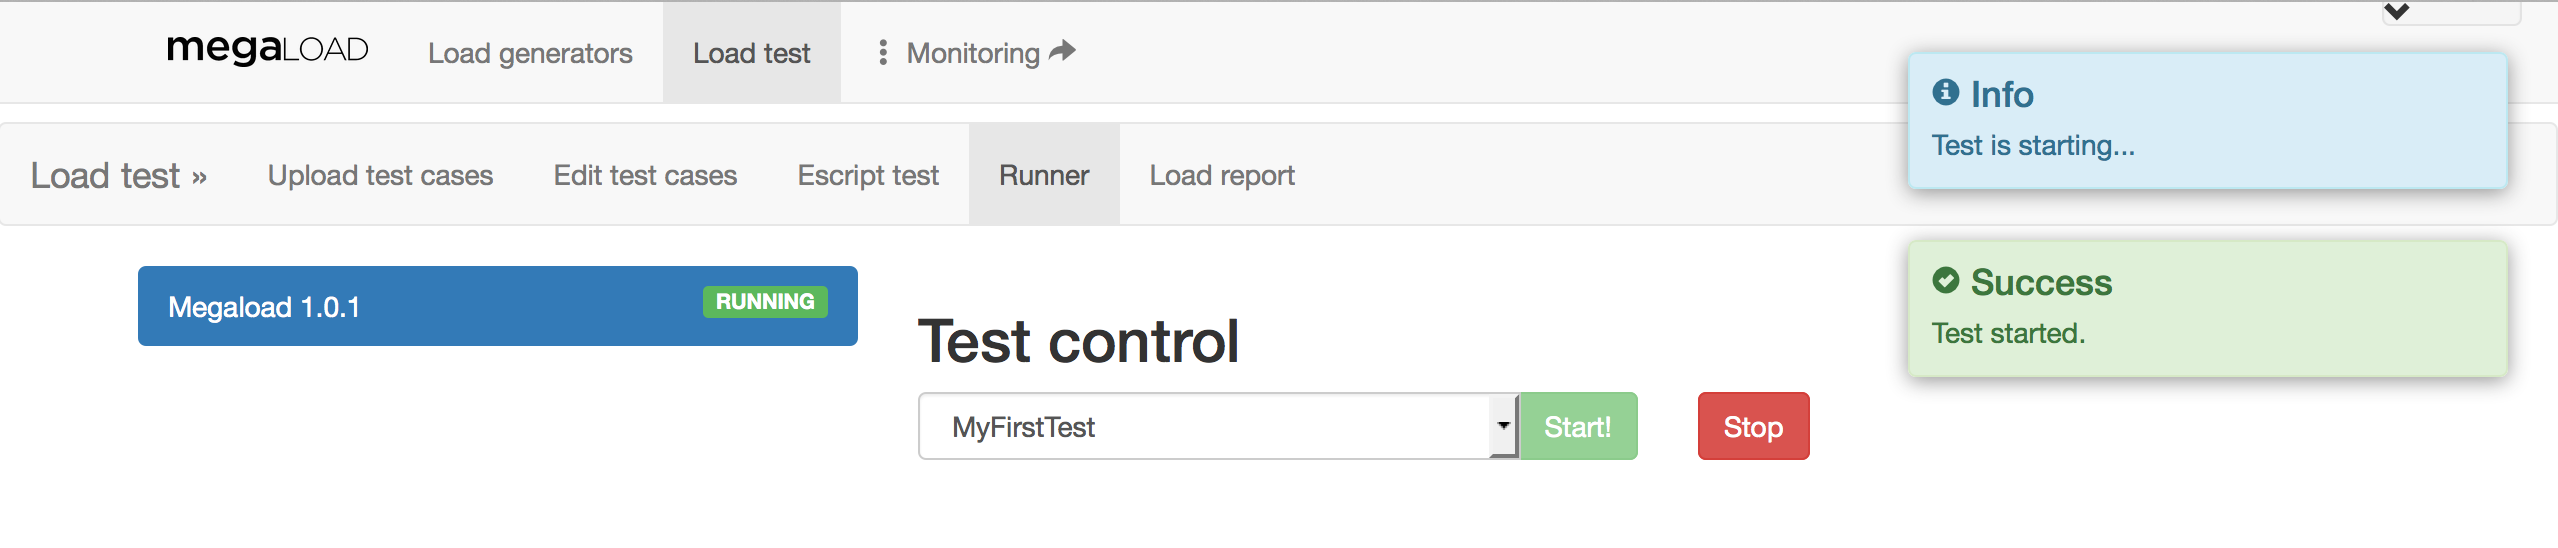 megaLOAD Load generators Load test Monitoring
Load test » Upload test cases Edit test cases Escript test Runner Load report
Info
Test is starting...
Success
Test started.
Megaload 1.0.1 RUNNING
Test control
MyFirstTest Start! Stop